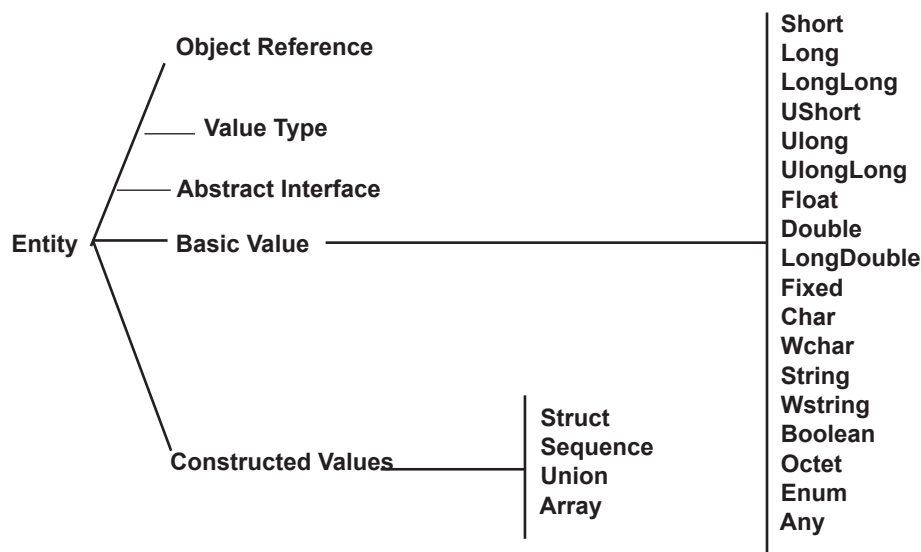 Object Reference
Value Type
Abstract Interface
Entity
Basic Value
Constructed Values
Struct
Sequence
Union
Array
Short
Long
LongLong
UShort
Ulong
UlongLong
Float
Double
LongDouble
Fixed
Char
Wchar
String
Wstring
Boolean
Octet
Enum
Any